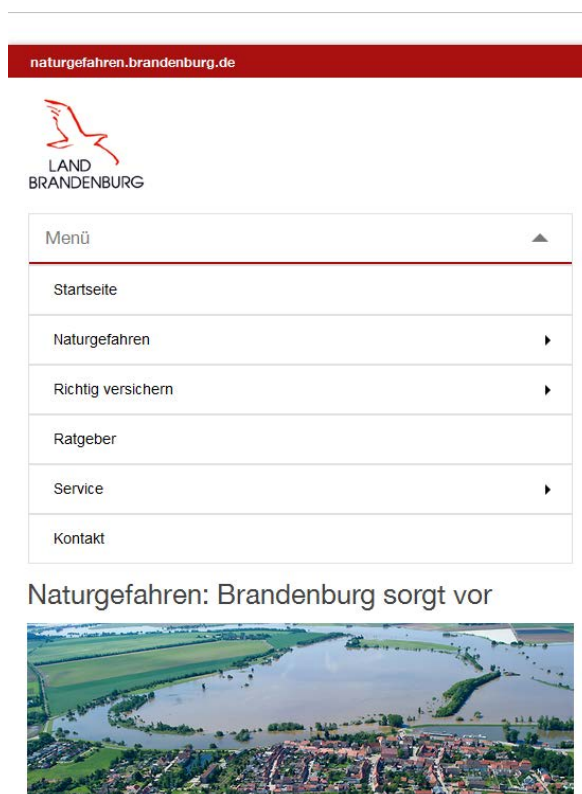 naturgefahren.brandenburg.de
LAND
BRANDENBURG
Menü
Startseite
Naturgefahren
Richtig versichern
Ratgeber
Service
Kontakt
Naturgefahren: Brandenburg sorgt vor